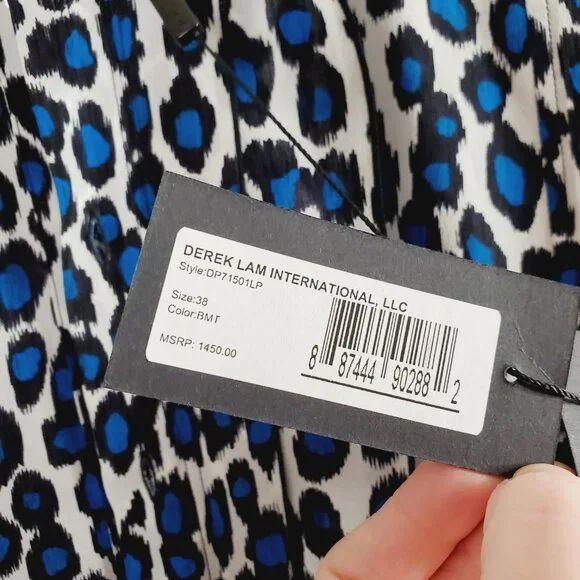 DEREK LAM INTERNATIONAL, LLC
Style:DP71501LP
Size:38
Color:BMT
MSRP: 1450.00
8 87444 90288 2